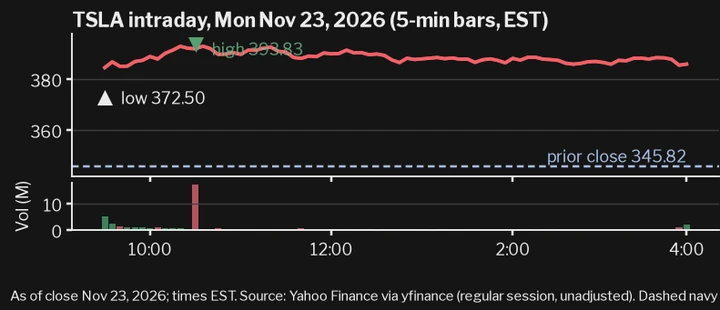 TSLA intraday, Mon Nov 23, 2026 (5-min bars, EST)
high 393.83
380
low 372.50
360
prior close 345.82
Vol (M)
10
0
10:00 12:00 2:00 4:00
As of close Nov 23, 2026; times EST. Source: Yahoo Finance via yfinance (regular session, unadjusted). Dashed navy